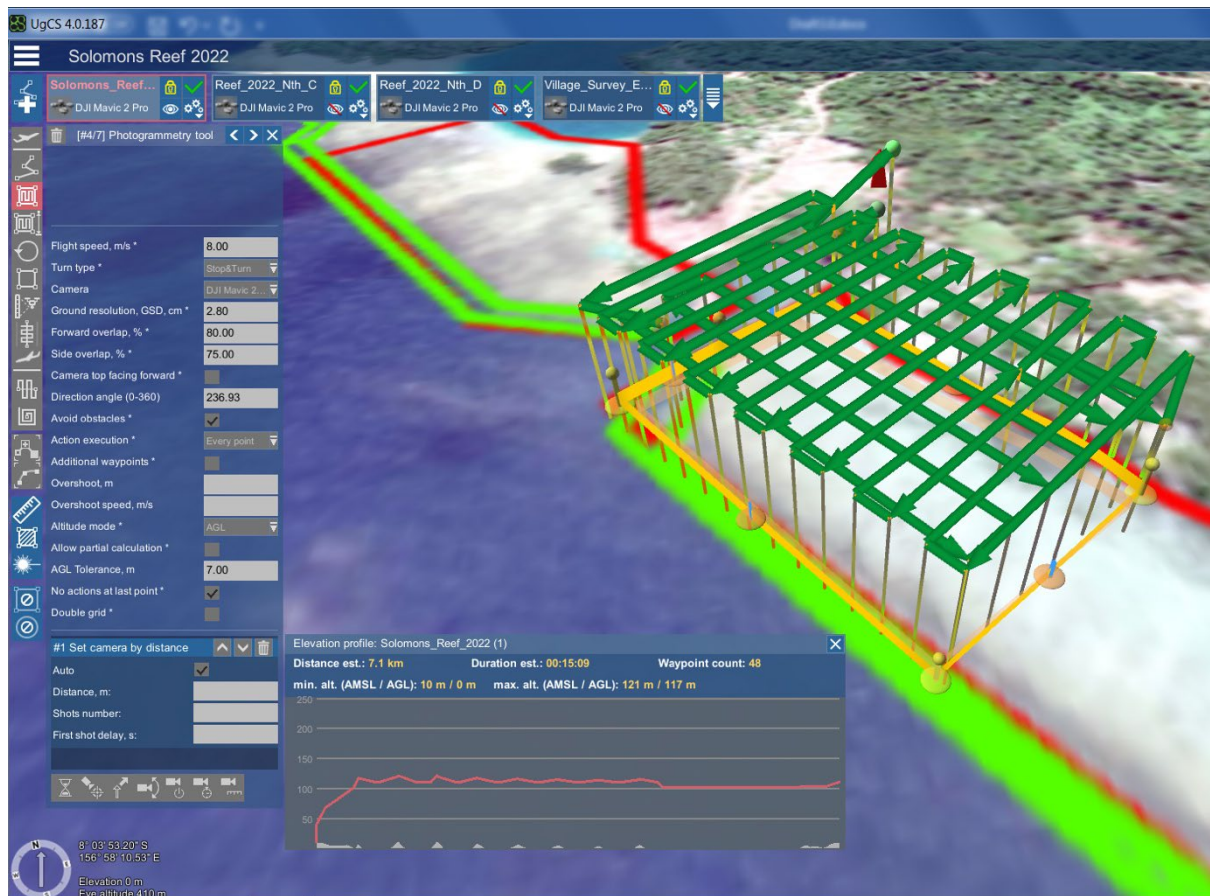 UgCS 4.0.187
Solomons Reef 2022
Solomons_Reef... Reef_2022_Nth_C Reef_2022_Nth_D Village_Survey_E...
DJI Mavic 2 Pro DJI Mavic 2 Pro DJI Mavic 2 Pro DJI Mavic 2 Pro
[#4/7] Photogrammetry tool
Flight speed, m/s * 8.00
Turn type * Stop&Turn
Camera DJI Mavic 2...
Ground resolution, GSD, cm * 2.80
Forward overlap, % * 80.00
Side overlap, % * 75.00
Camera top facing forward *
Direction angle (0-360) 236.93
Avoid obstacles *
Action execution * Every point
Additional waypoints *
Overshoot, m
Overshoot speed, m/s
Altitude mode * AGL
Allow partial calculation *
AGL Tolerance, m 7.00
No actions at last point *
Double grid *
#1 Set camera by distance
Auto
Distance, m:
Shots number:
First shot delay, s:
Elevation profile: Solomons_Reef_2022 (1)
Distance est.: 7.1 km Duration est.: 00:15:09 Waypoint count: 48
min. alt. (AMSL / AGL): 10 m / 0 m max. alt. (AMSL / AGL): 121 m / 117 m
250
200
150
100
50
N
8° 03' 53.20" S
156° 58' 10.53" E
Elevation 0 m
Eye altitude 410 m